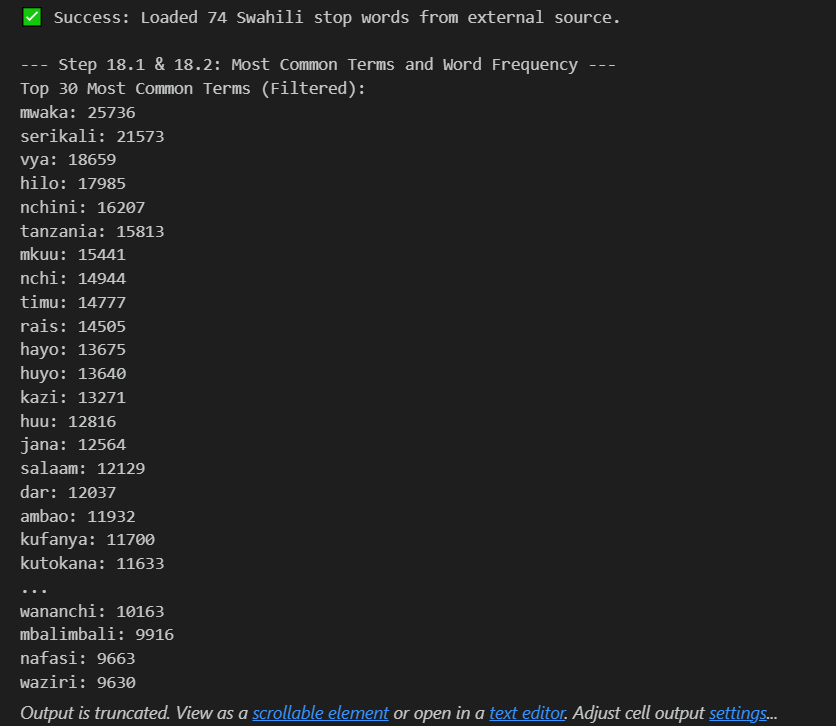 ✅ Success: Loaded 74 Swahili stop words from external source.
--- Step 18.1 & 18.2: Most Common Terms and Word Frequency ---
Top 30 Most Common Terms (Filtered):
mwaka: 25736
serikali: 21573
vya: 18659
hilo: 17985
nchini: 16207
tanzania: 15813
mkuu: 15441
nchi: 14944
timu: 14777
rais: 14505
hayo: 13675
huyo: 13640
kazi: 13271
huu: 12816
jana: 12564
salaam: 12129
dar: 12037
ambao: 11932
kufanya: 11700
kutokana: 11633
...
wananchi: 10163
mbalimbali: 9916
nafasi: 9663
waziri: 9630
Output is truncated. View as a scrollable element or open in a text editor. Adjust cell output settings...